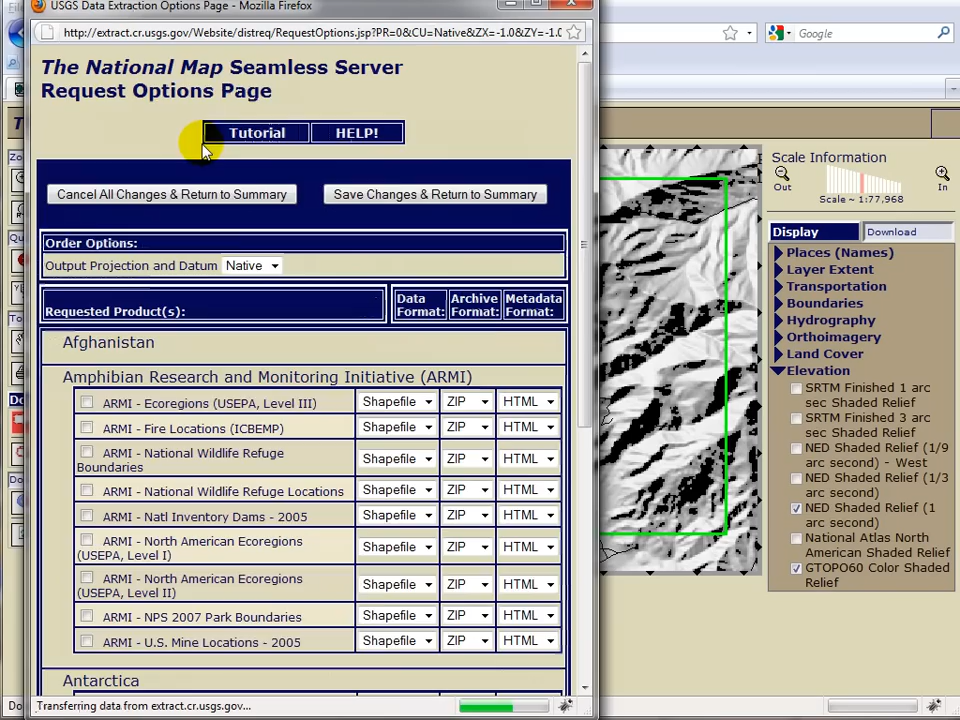 USGS Data Extraction Options Page - Mozilla Firefox
http://extract.cr.usgs.gov/Website/distreq/RequestOptions.jsp?PR=0&CU=Native&ZX=-1.0&ZY=-1.0
Google
The National Map Seamless Server
Request Options Page
Tutorial HELP!
Cancel All Changes & Return to Summary Save Changes & Return to Summary
Order Options:
Output Projection and Datum Native
Requested Product(s): Data Format: Archive Format: Metadata Format:
Afghanistan
Amphibian Research and Monitoring Initiative (ARMI)
ARMI - Ecoregions (USEPA, Level III) Shapefile ZIP HTML
ARMI - Fire Locations (ICBEMP) Shapefile ZIP HTML
ARMI - National Wildlife Refuge
Boundaries Shapefile ZIP HTML
ARMI - National Wildlife Refuge Locations Shapefile ZIP HTML
ARMI - Natl Inventory Dams - 2005 Shapefile ZIP HTML
ARMI - North American Ecoregions
(USEPA, Level I) Shapefile ZIP HTML
ARMI - North American Ecoregions
(USEPA, Level II) Shapefile ZIP HTML
ARMI - NPS 2007 Park Boundaries Shapefile ZIP HTML
ARMI - U.S. Mine Locations - 2005 Shapefile ZIP HTML
Antarctica
Transferring data from extract.cr.usgs.gov...
Scale Information
Out In
Scale ~ 1:77,968
Display Download
Places (Names)
Layer Extent
Transportation
Boundaries
Hydrography
Orthoimagery
Land Cover
Elevation
SRTM Finished 1 arc
sec Shaded Relief
SRTM Finished 3 arc
sec Shaded Relief
NED Shaded Relief (1/9
arc second) - West
NED Shaded Relief (1/3
arc second)
NED Shaded Relief (1
arc second)
National Atlas North
American Shaded Relief
GTOPO60 Color Shaded
Relief